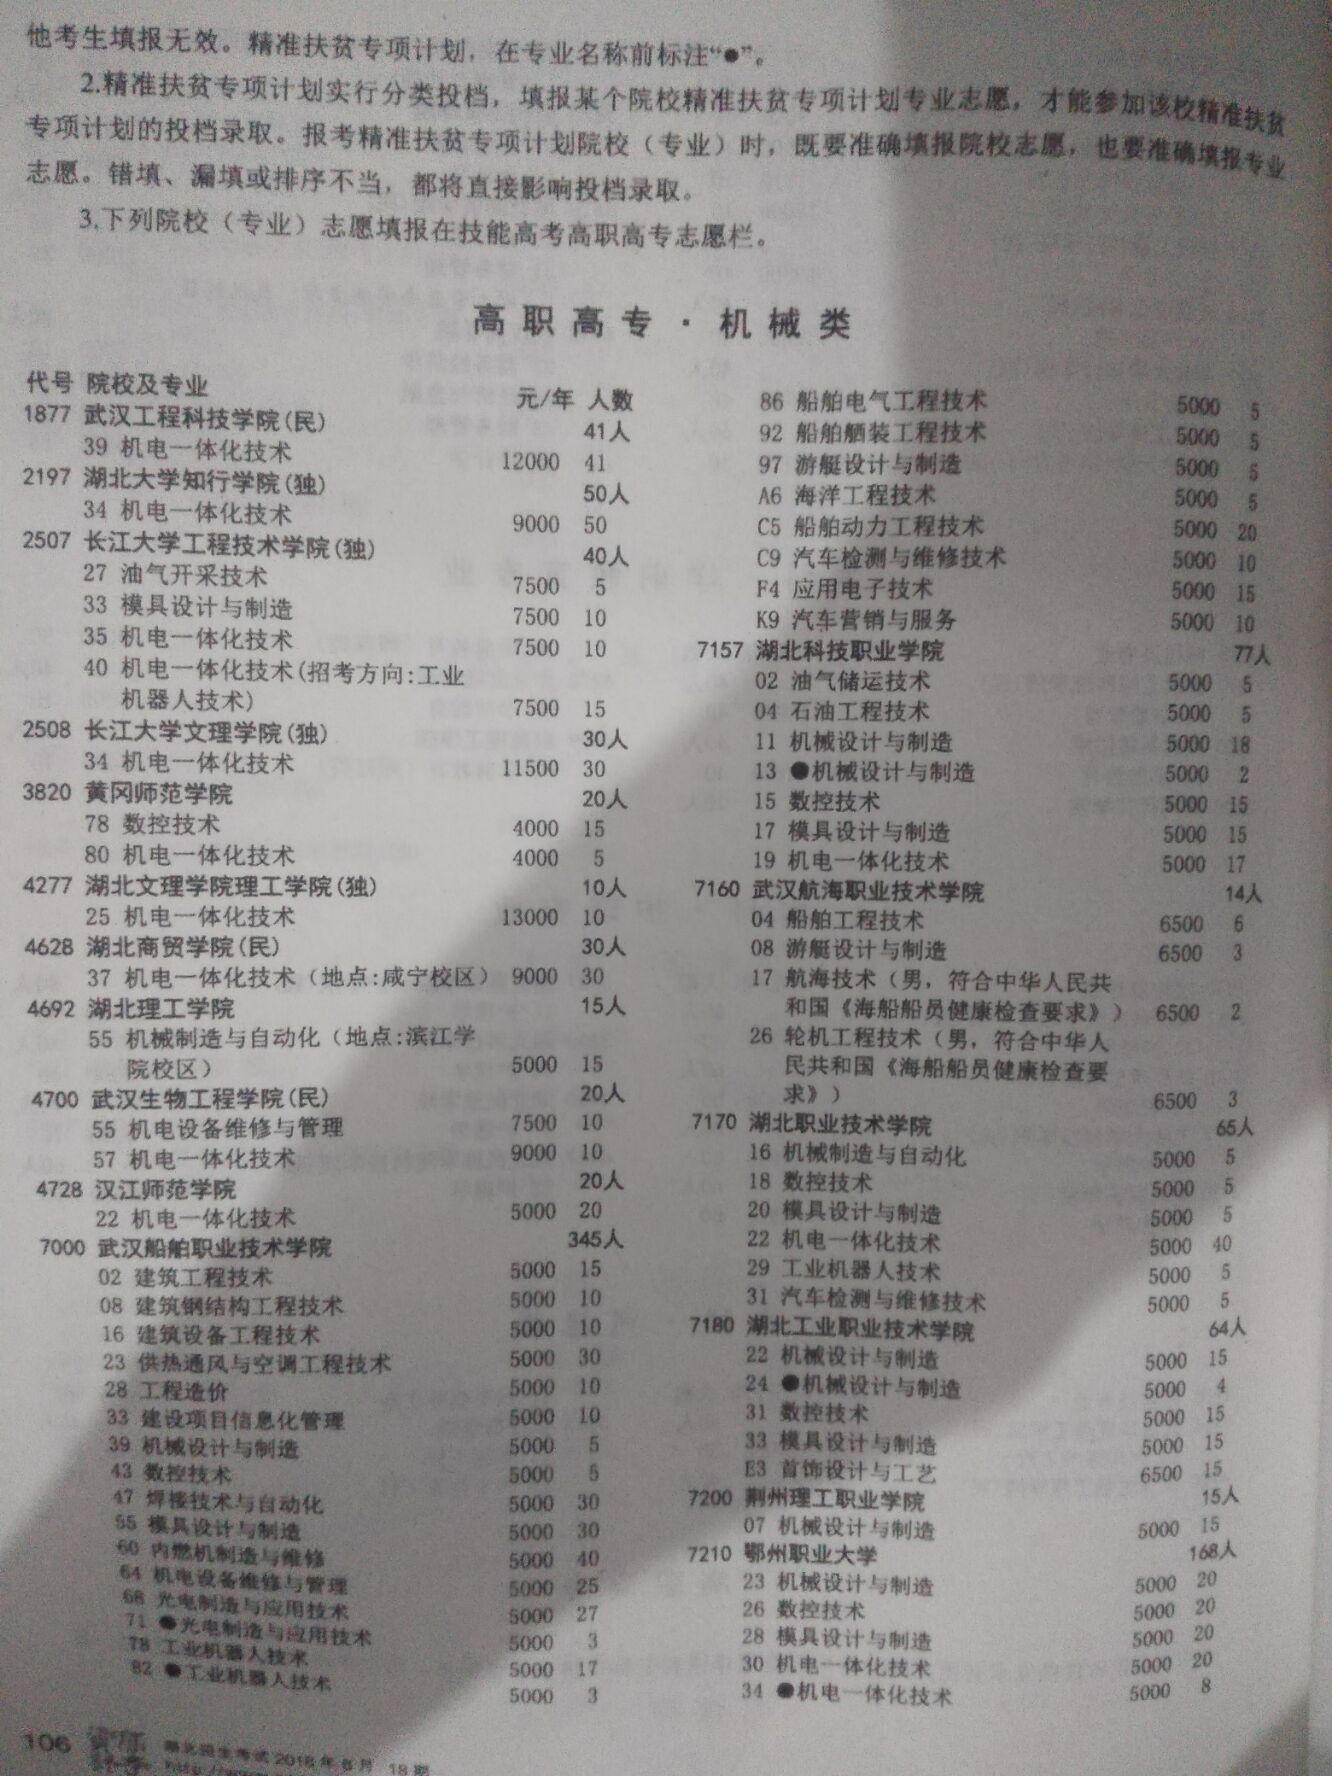 他考生填报无效。精准扶贫专项计划，在专业名称前标注“●”。
2.精准扶贫专项计划实行分类投档，填报某个院校精准扶贫专项计划专业志愿，才能参加该校精准扶贫
专项计划的投档录取。报考精准扶贫专项计划院校（专业）时，既要准确填报院校志愿，也要准确填报专业
志愿。错填、漏填或排序不当，都将直接影响投档录取。
3.下列院校（专业）志愿填报在技能高考高职高专志愿栏。
高职高专·机械类
代号 院校及专业 元/年 人数
1877 武汉工程科技学院(民) 41人
39 机电一体化技术 12000 41
2197 湖北大学知行学院(独) 50人
34 机电一体化技术 9000 50
2507 长江大学工程技术学院(独) 40人
27 油气开采技术 7500 5
33 模具设计与制造 7500 10
35 机电一体化技术 7500 10
40 机电一体化技术(招考方向:工业
机器人技术) 7500 15
2508 长江大学文理学院(独) 30人
34 机电一体化技术 11500 30
3820 黄冈师范学院 20人
78 数控技术 4000 15
80 机电一体化技术 4000 5
4277 湖北文理学院理工学院(独) 10人
25 机电一体化技术 13000 10
4628 湖北商贸学院(民) 30人
37 机电一体化技术（地点:咸宁校区） 9000 30
4692 湖北理工学院 15人
55 机械制造与自动化（地点:滨江学
院校区） 5000 15
4700 武汉生物工程学院(民) 20人
55 机电设备维修与管理 7500 10
57 机电一体化技术 9000 10
4728 汉江师范学院 20人
22 机电一体化技术 5000 20
7000 武汉船舶职业技术学院 345人
02 建筑工程技术 5000 15
08 建筑钢结构工程技术 5000 10
16 建筑设备工程技术 5000 10
23 供热通风与空调工程技术 5000 30
28 工程造价 5000 10
33 建设项目信息化管理 5000 10
39 机械设计与制造 5000 5
43 数控技术 5000 5
47 焊接技术与自动化 5000 30
55 模具设计与制造 5000 30
60 内燃机制造与维修 5000 40
64 机电设备维修与管理 5000 25
68 光电制造与应用技术 5000 27
71 ●光电制造与应用技术 5000 3
78 工业机器人技术 5000 17
82 ●工业机器人技术 5000 3
86 船舶电气工程技术 5000 5
92 船舶舾装工程技术 5000 5
97 游艇设计与制造 5000 5
A6 海洋工程技术 5000 5
C5 船舶动力工程技术 5000 20
C9 汽车检测与维修技术 5000 10
F4 应用电子技术 5000 15
K9 汽车营销与服务 5000 10
7157 湖北科技职业学院 77人
02 油气储运技术 5000 5
04 石油工程技术 5000 5
11 机械设计与制造 5000 18
13 ●机械设计与制造 5000 2
15 数控技术 5000 15
17 模具设计与制造 5000 15
19 机电一体化技术 5000 17
7160 武汉航海职业技术学院 14人
04 船舶工程技术 6500 6
08 游艇设计与制造 6500 3
17 航海技术（男，符合中华人民共
和国《海船船员健康检查要求》） 6500 2
26 轮机工程技术（男，符合中华人
民共和国《海船船员健康检查要
求》） 6500 3
7170 湖北职业技术学院 65人
16 机械制造与自动化 5000 5
18 数控技术 5000 5
20 模具设计与制造 5000 5
22 机电一体化技术 5000 40
29 工业机器人技术 5000 5
31 汽车检测与维修技术 5000 5
7180 湖北工业职业技术学院 64人
22 机械设计与制造 5000 15
24 ●机械设计与制造 5000 4
31 数控技术 5000 15
33 模具设计与制造 5000 15
E3 首饰设计与工艺 6500 15
7200 荆州理工职业学院 15人
07 机械设计与制造 5000 15
7210 鄂州职业大学 168人
23 机械设计与制造 5000 20
26 数控技术 5000 20
28 模具设计与制造 5000 20
30 机电一体化技术 5000 20
34 ●机电一体化技术 5000 8
106 湖北招生考试2018年6月 18期